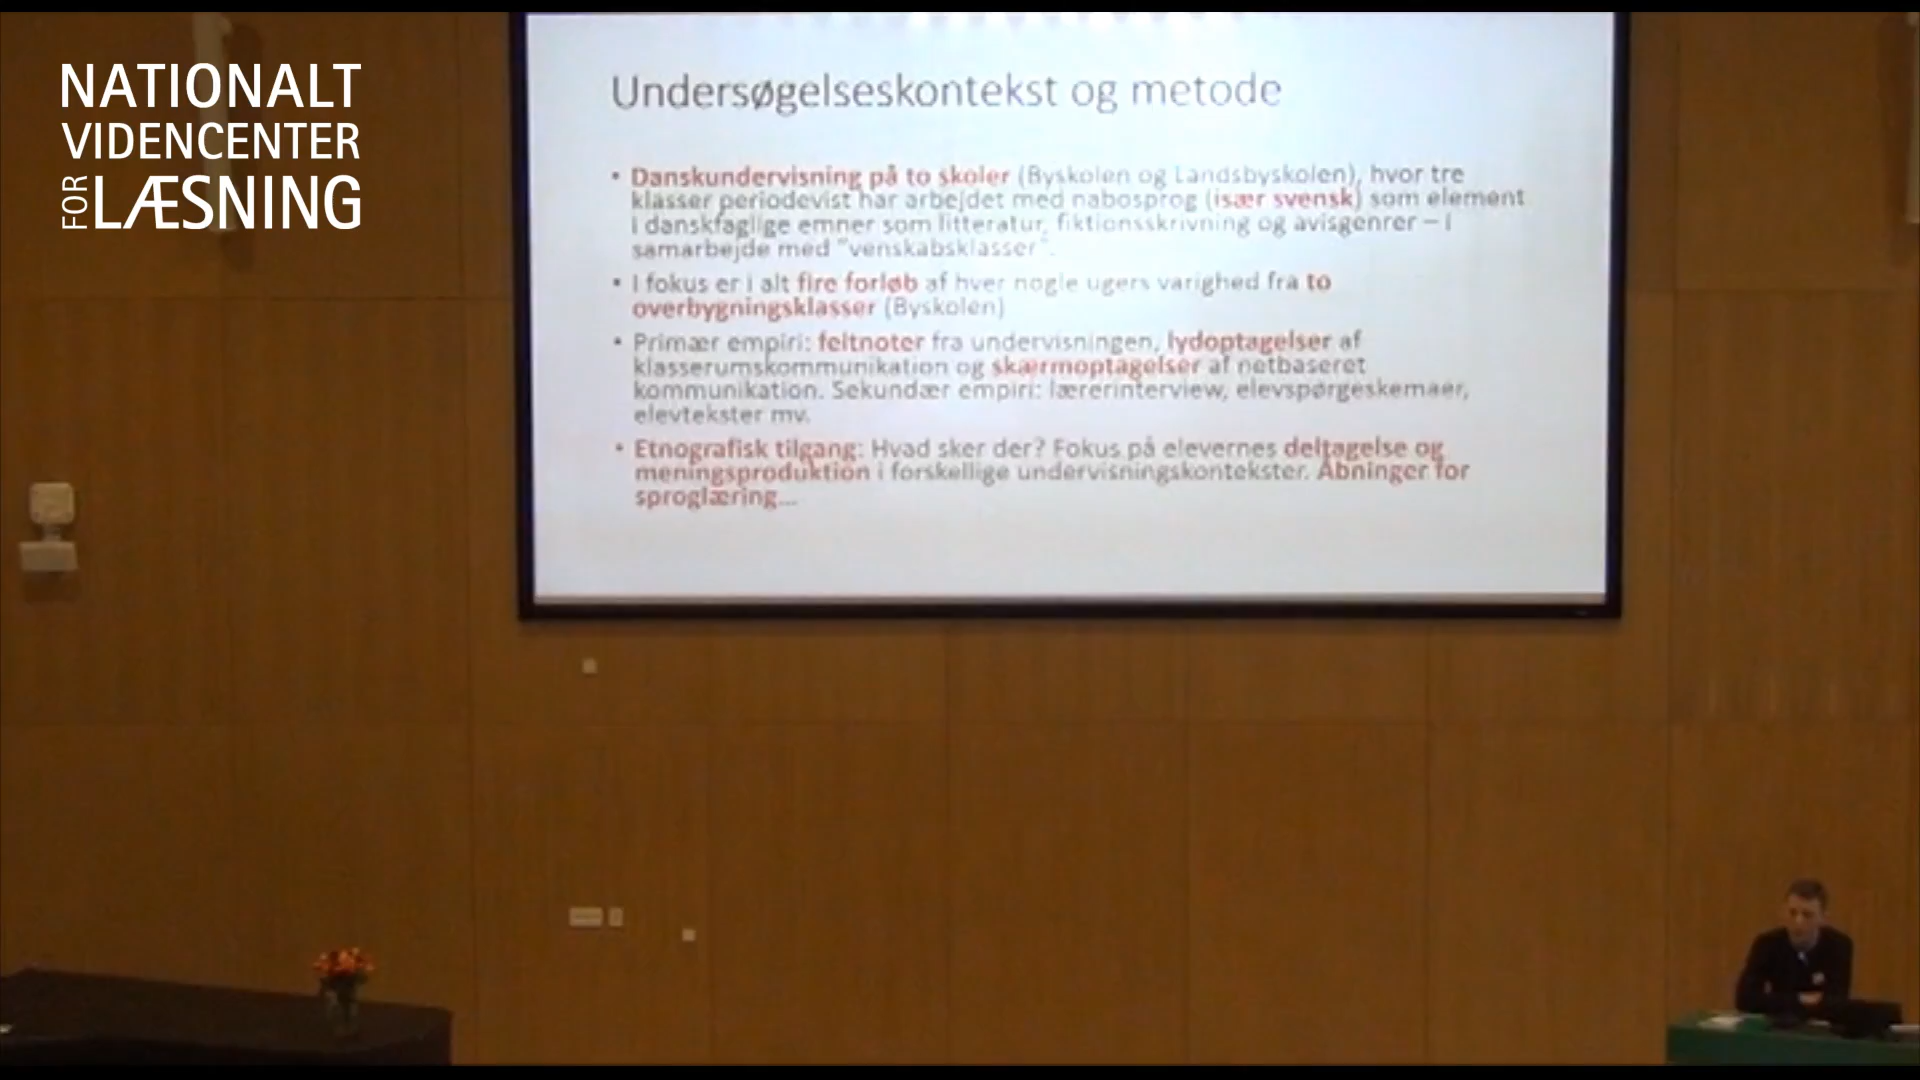 NATIONALT
VIDENCENTER
FOR LÆSNING
Undersøgelseskontekst og metode
• Danskundervisning på to skoler (Byskolen og Landsbyskolen), hvor tre
klasser periodevist har arbejdet med nabosprog (især svensk) som element
i danskfaglige emner som litteratur, fiktionsskrivning og avisgenrer – i
samarbejde med "venskabsklasser".
• I fokus er i alt fire forløb af hver nogle ugers varighed fra to
overbygningsklasser (Byskolen)
• Primær empiri: feltnoter fra undervisningen, lydoptagelser af
klasserumskommunikation og skærmoptagelser af netbaseret
kommunikation. Sekundær empiri: lærerinterview, elevspørgeskemaer,
elevtekster mv.
• Etnografisk tilgang: Hvad sker der? Fokus på elevernes deltagelse og
meningsproduktion i forskellige undervisningskontekster. Åbninger for
sproglæring...